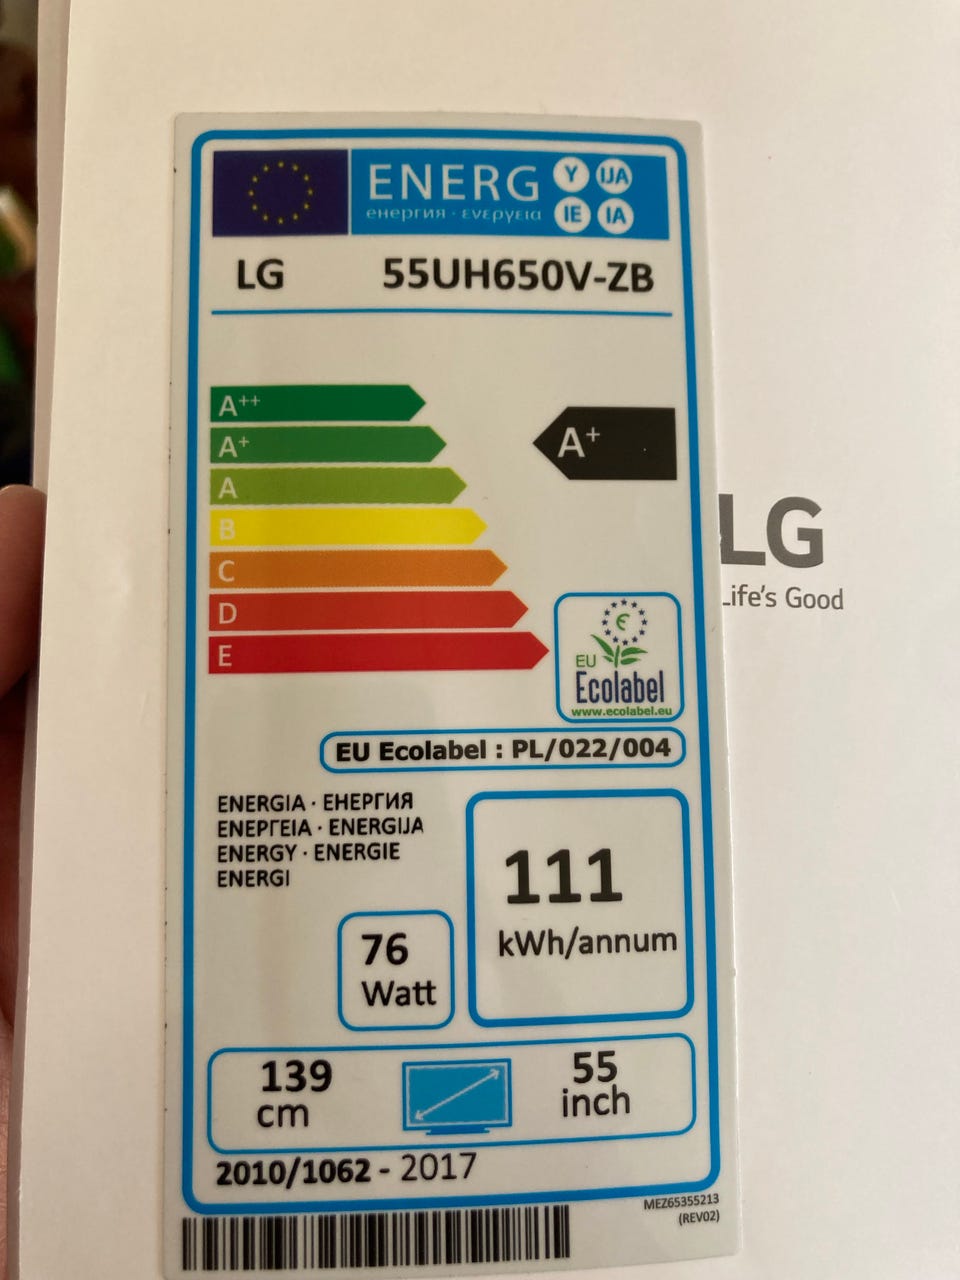 ENERG Y IJA
енергия · ενεργεια IE IA
LG 55UH650V-ZB
A++
A+
A+
A
B
C
D
E
LG
Life's Good
EU
Ecolabel
www.ecolabel.eu
EU Ecolabel : PL/022/004
ENERGIA · ЕНЕРГИЯ
ΕΝΕΡΓΕΙΑ · ENERGIJA
ENERGY · ENERGIE
ENERGI
111
kWh/annum
76
Watt
139
cm
55
inch
2010/1062 - 2017
MEZ65355213
(REV02)